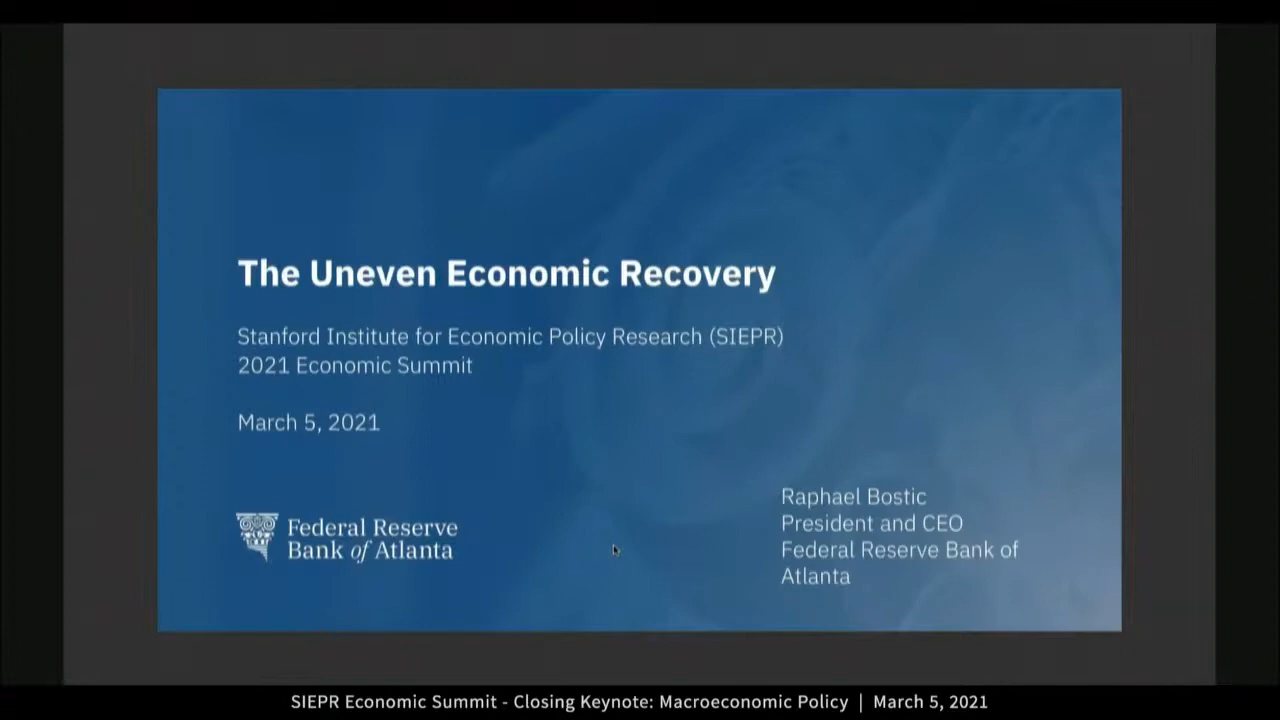 The Uneven Economic Recovery
Stanford Institute for Economic Policy Research (SIEPR)
2021 Economic Summit
March 5, 2021
Federal Reserve
Bank of Atlanta
Raphael Bostic
President and CEO
Federal Reserve Bank of
Atlanta
SIEPR Economic Summit - Closing Keynote: Macroeconomic Policy | March 5, 2021